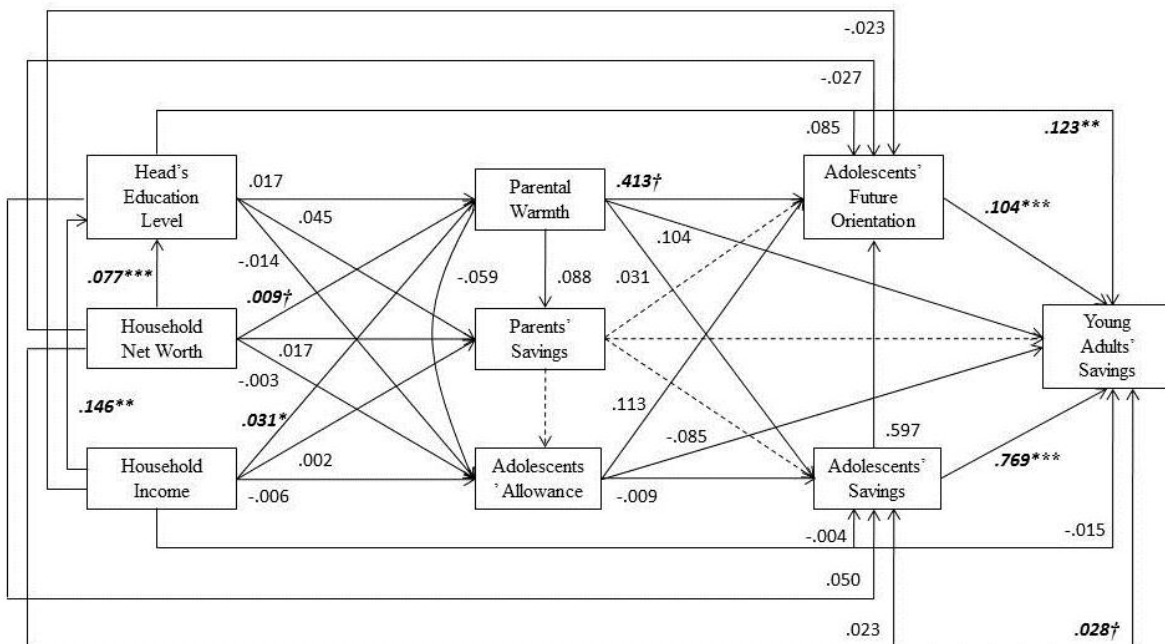 -.023
-.027
.085
.123**
Head's
Education
Level
.017
.045
-.014
Parental
Warmth
.413†
.104
Adolescents'
Future
Orientation
.104***
.077***
.009†
-.059
.088
.031
Household
Net Worth
.017
-.003
Parents'
Savings
Young
Adults'
Savings
.146**
.031*
.113
-.085
.597
Household
Income
.002
-.006
Adolescents
'Allowance
-.009
Adolescents'
Savings
.769***
-.004
-.015
.050
.023
.028†